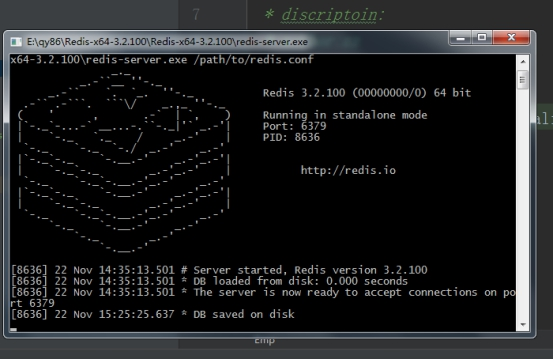 7 * discriptoin:
E:\qy86\Redis-x64-3.2.100\Redis-x64-3.2.100\redis-server.exe
x64-3.2.100\redis-server.exe /path/to/redis.conf
Redis 3.2.100 (00000000/0) 64 bit
Running in standalone mode
Port: 6379
PID: 8636
http://redis.io
[8636] 22 Nov 14:35:13.501 # Server started, Redis version 3.2.100
[8636] 22 Nov 14:35:13.501 * DB loaded from disk: 0.000 seconds
[8636] 22 Nov 14:35:13.501 * The server is now ready to accept connections on po
rt 6379
[8636] 22 Nov 15:25:25.637 * DB saved on disk
Emp